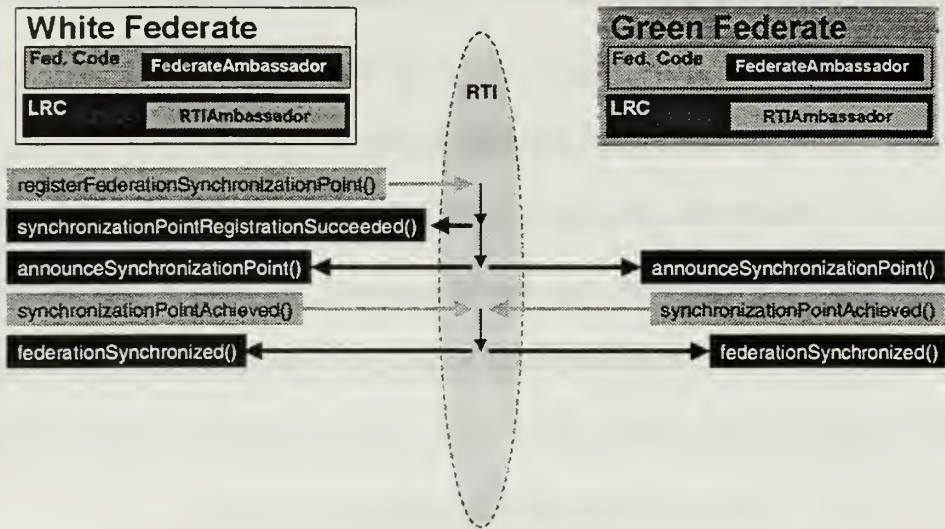 White Federate
Fed. Code
FederateAmbassador
LRC
RTIAmbassador
RTI
Green Federate
Fed. Code
FederateAmbassador
LRC
RTIAmbassador
registerFederationSynchronizationPoint()
synchronizationPointRegistrationSucceeded()
announceSynchronizationPoint()
announceSynchronizationPoint()
synchronizationPointAchieved()
synchronizationPointAchieved()
federationSynchronized()
federationSynchronized()